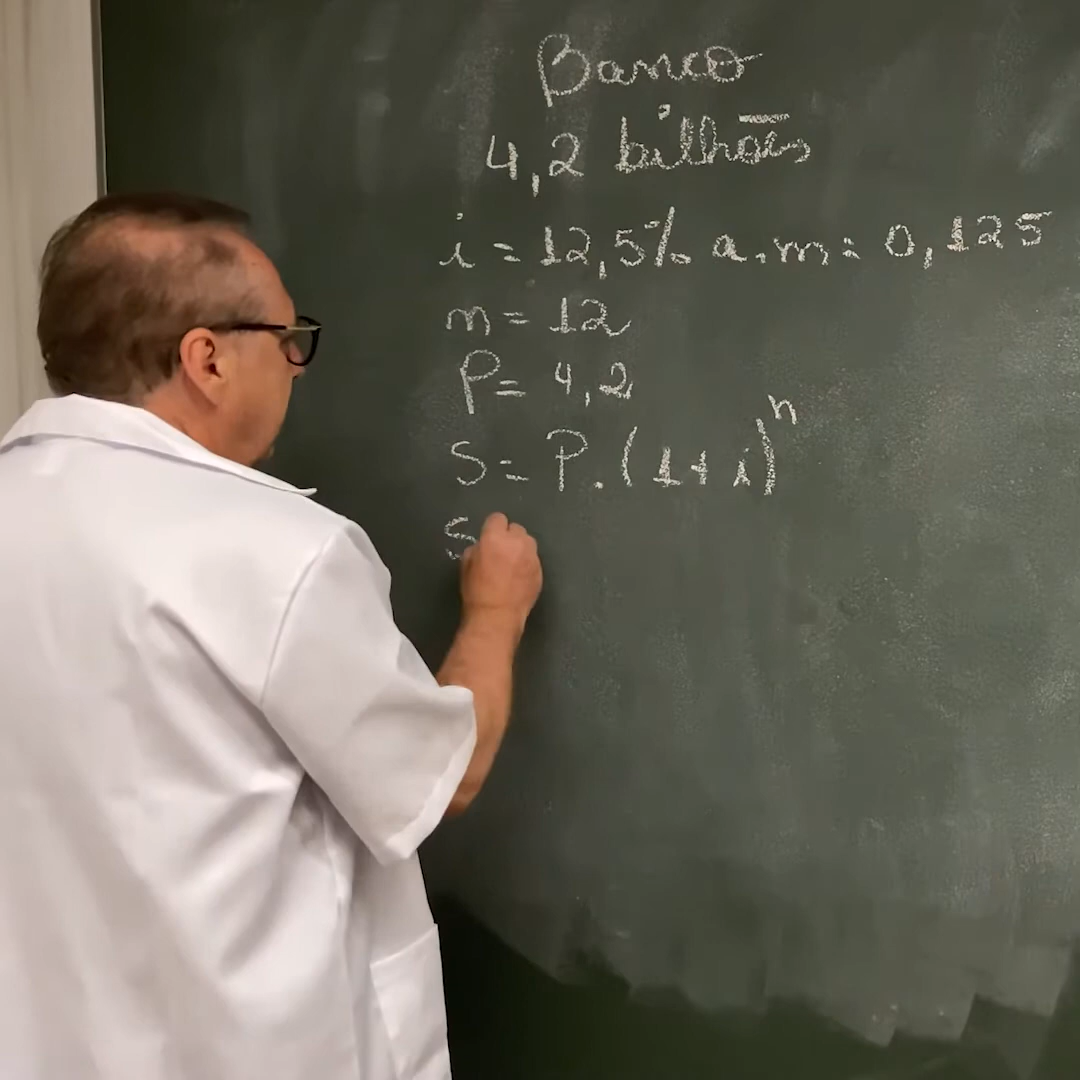 Banco
4,2 bilhões
i = 12,5% a.m = 0,125
n = 12
P = 4,2
S = P.(1+i)^n
S